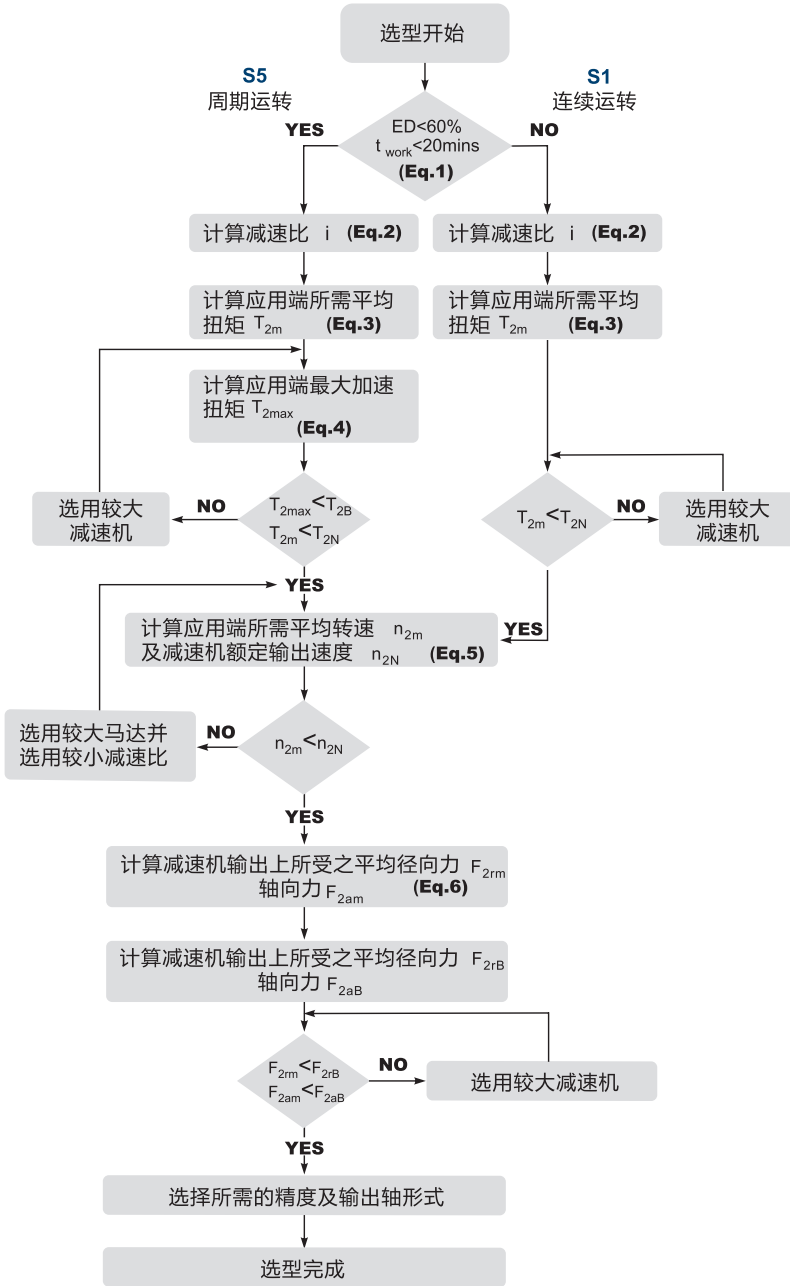 选型开始
S5
周期运转
S1
连续运转
YES
ED<60%
t work<20mins
(Eq.1)
NO
计算减速比 i (Eq.2)
计算减速比 i (Eq.2)
计算应用端所需平均
扭矩 T2m (Eq.3)
计算应用端所需平均
扭矩 T2m (Eq.3)
计算应用端最大加速
扭矩 T2max
(Eq.4)
选用较大
减速机
NO
T2max<T2B
T2m<T2N
T2m<T2N
NO
选用较大
减速机
YES
计算应用端所需平均转速 n2m
及减速机额定输出速度 n2N (Eq.5)
YES
选用较大马达并
选用较小减速比
NO
n2m<n2N
YES
计算减速机输出上所受之平均径向力 F2rm
轴向力 F2am (Eq.6)
计算减速机输出上所受之平均径向力 F2rB
轴向力 F2aB
F2rm<F2rB
F2am<F2aB
NO
选用较大减速机
YES
选择所需的精度及输出轴形式
选型完成